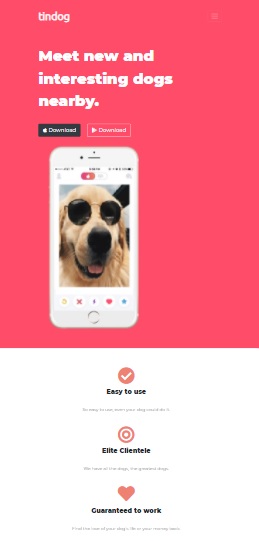 tindog
Meet new and
interesting dogs
nearby.
Download
Download
Easy to use
So easy to use, even your dog could do it.
Elite Clientele
We have all the dogs, the greatest dogs.
Guaranteed to work
Find the love of your dog's life or your money back.